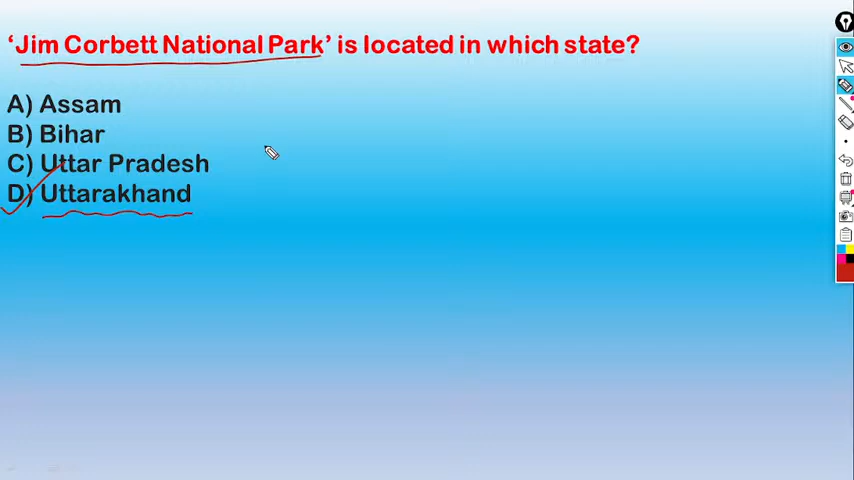 ‘Jim Corbett National Park’ is located in which state?
A) Assam
B) Bihar
C) Uttar Pradesh
D) Uttarakhand